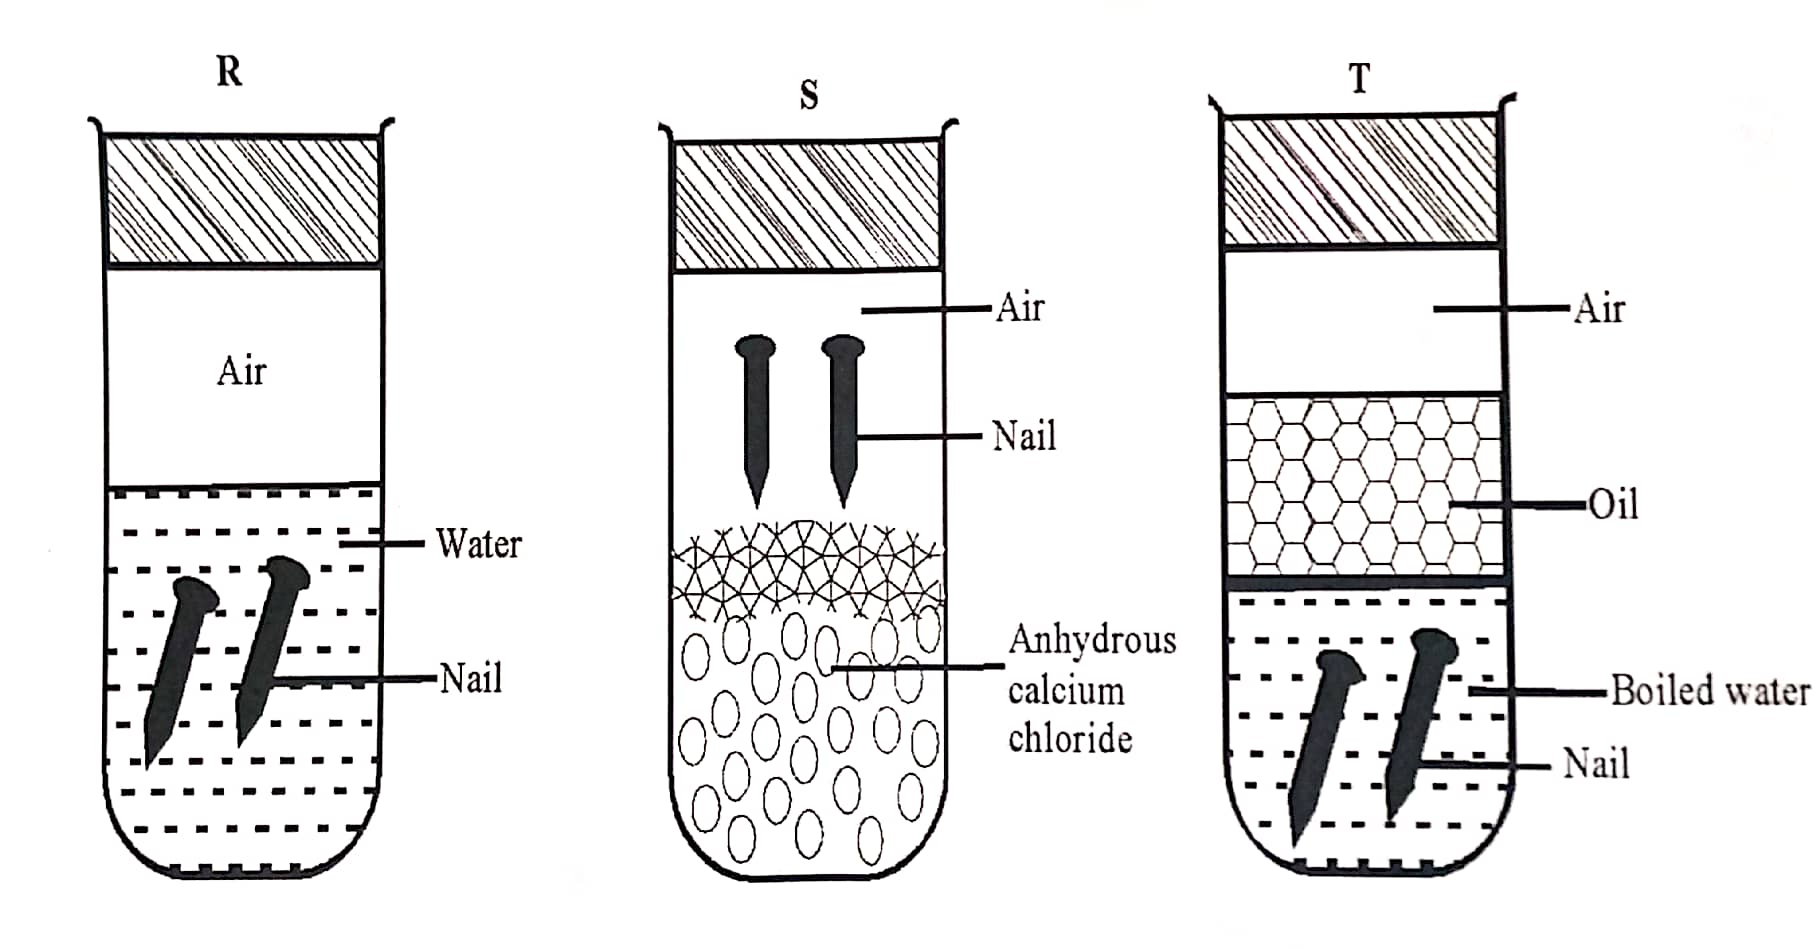 R
Air
Water
Nail
S
Air
Nail
Anhydrous
calcium
chloride
T
Air
Oil
Boiled water
Nail